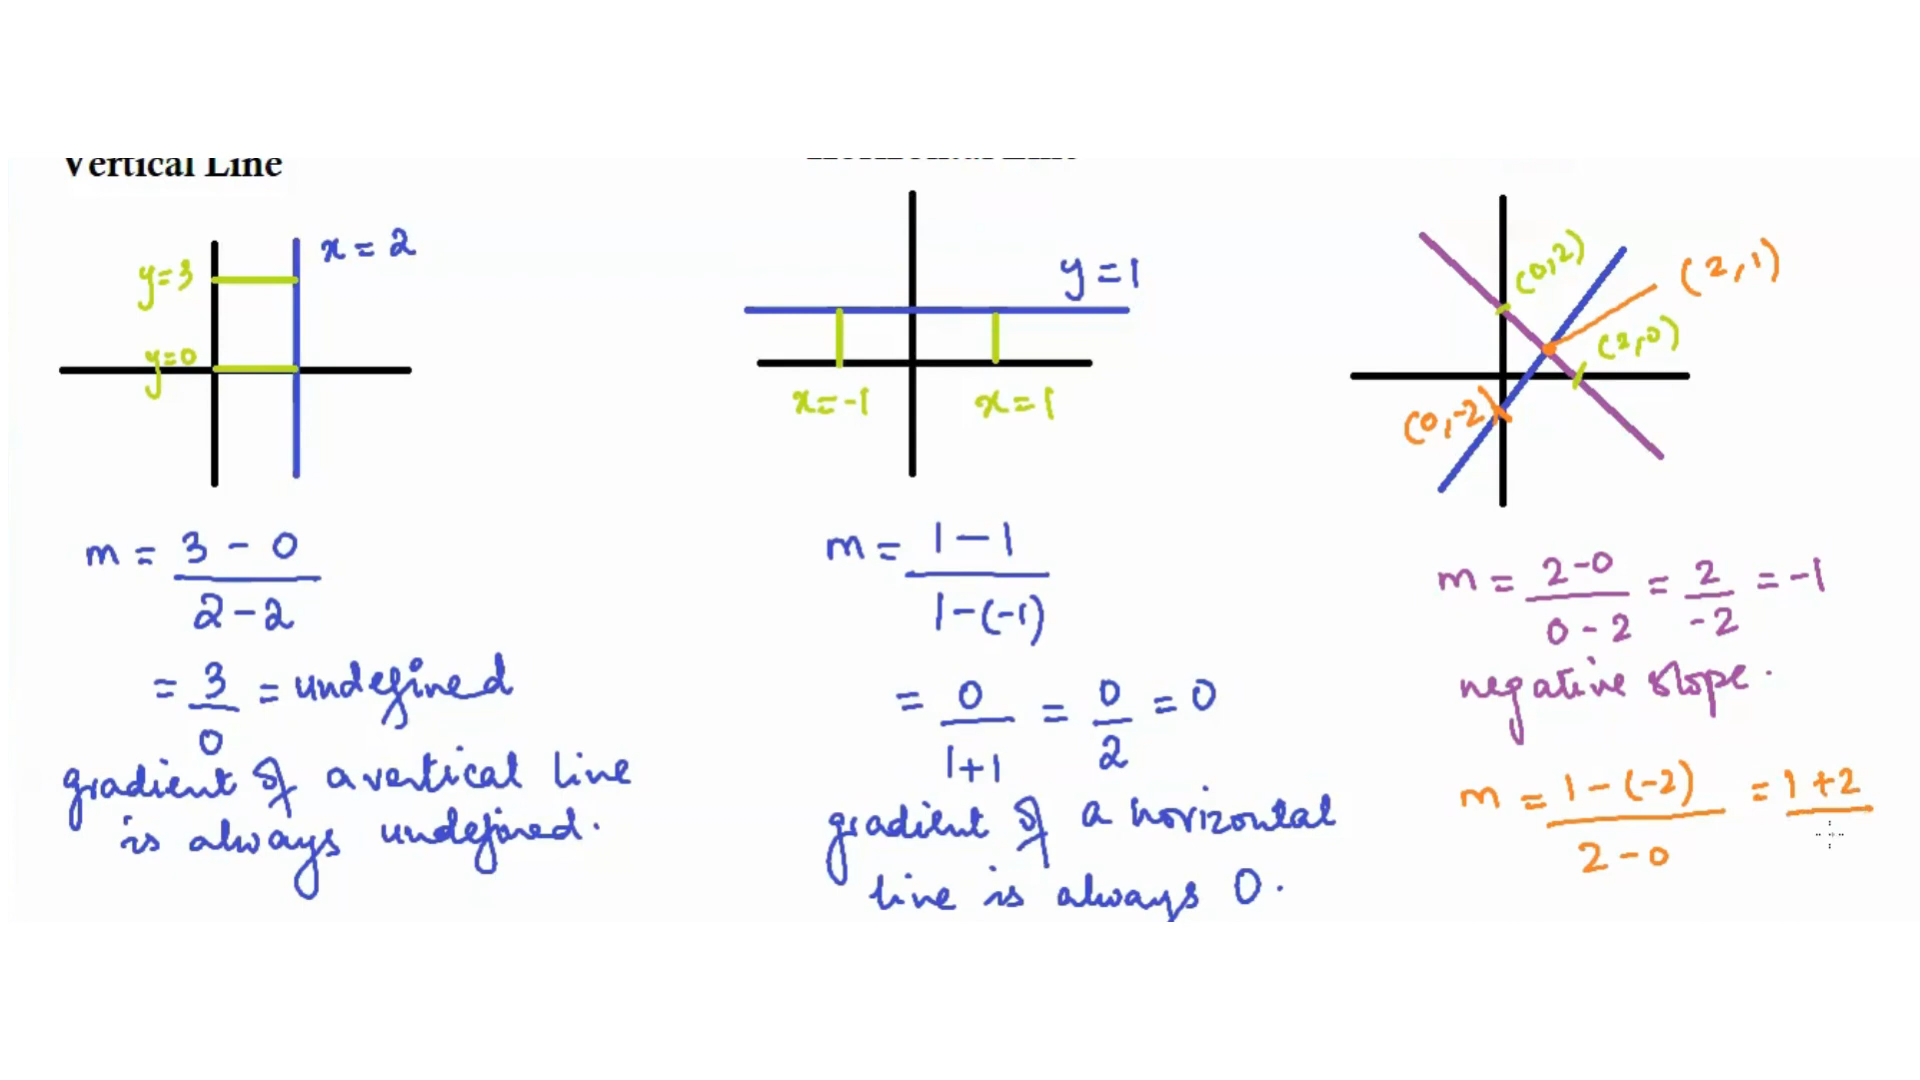 Vertical Line
x = 2
y=3
y=0
m = 3 - 0
2 - 2
= 3 = undefined
0
gradient of a vertical line
is always undefined.
y = 1
x=-1 x=1
m = 1 - 1
1-(-1)
= 0 = 0 = 0
1+1 2
gradient of a horizontal
line is always 0.
(0,2)
(2,1)
(2,0)
(0,-2)
m = 2-0 = 2 = -1
0-2 -2
negative slope.
m = 1-(-2) = 1+2
2-0